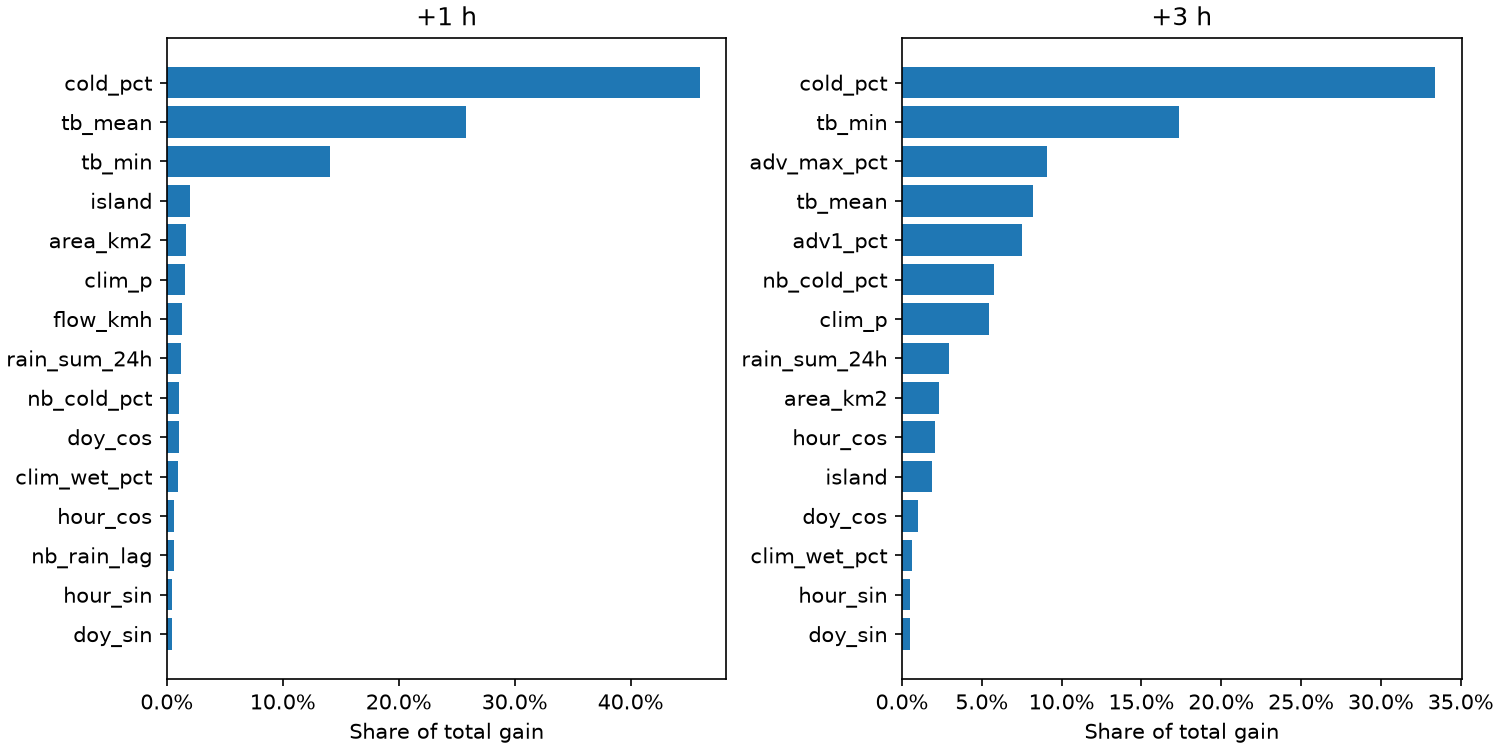 +1 h
cold_pct
tb_mean
tb_min
island
area_km2
clim_p
flow_kmh
rain_sum_24h
nb_cold_pct
doy_cos
clim_wet_pct
hour_cos
nb_rain_lag
hour_sin
doy_sin
0.0% 10.0% 20.0% 30.0% 40.0%
Share of total gain
+3 h
cold_pct
tb_min
adv_max_pct
tb_mean
adv1_pct
nb_cold_pct
clim_p
rain_sum_24h
area_km2
hour_cos
island
doy_cos
clim_wet_pct
hour_sin
doy_sin
0.0% 5.0% 10.0% 15.0% 20.0% 25.0% 30.0% 35.0%
Share of total gain